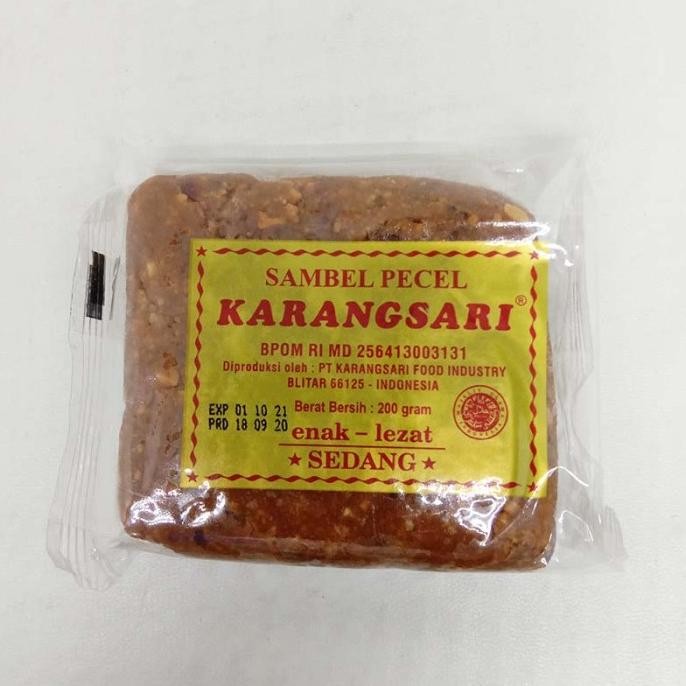 SAMBEL PECEL
KARANGSARI®
BPOM RI MD 256413003131
Diproduksi oleh : PT KARANGSARI FOOD INDUSTRY
BLITAR 66125 - INDONESIA
EXP 01 10 21
PRD 18 09 20
Berat Bersih : 200 gram
enak – lezat
★ SEDANG ★